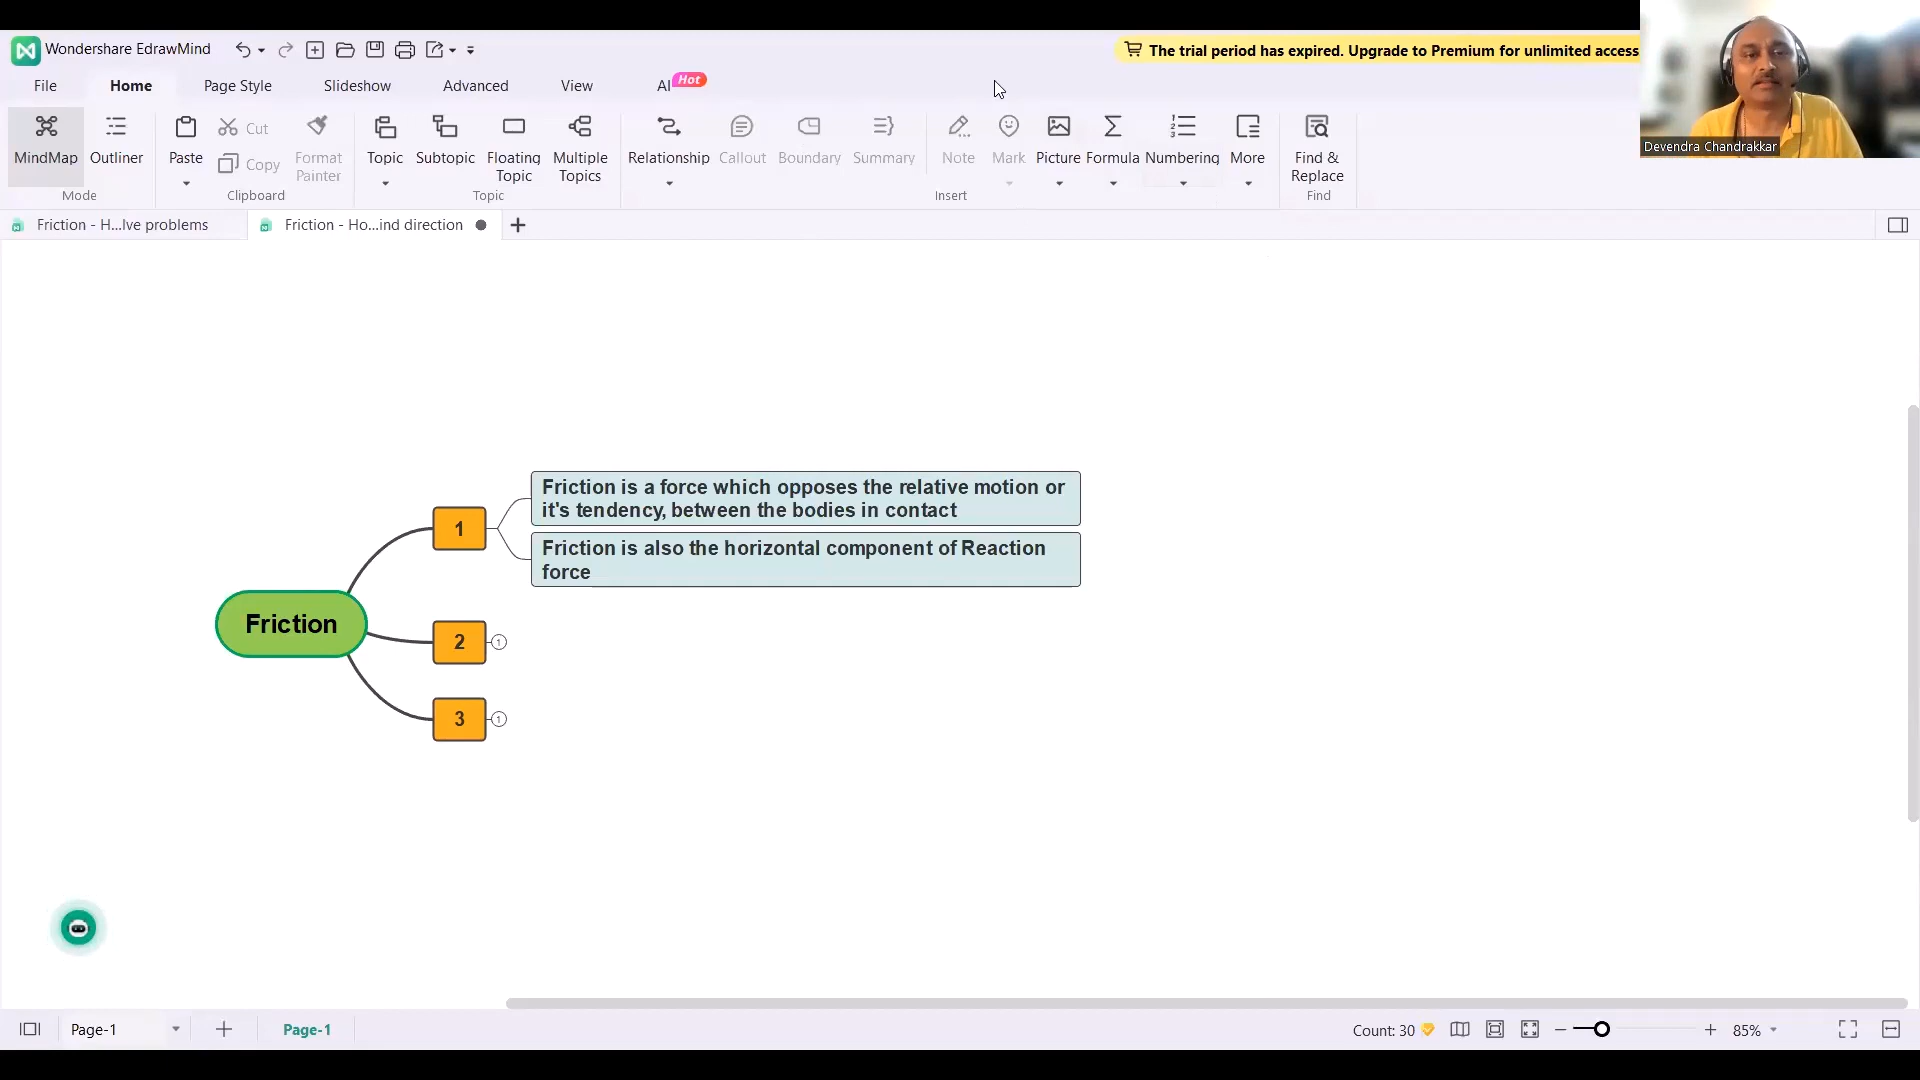 Wondershare EdrawMind
The trial period has expired. Upgrade to Premium for unlimited access
File Home Page Style Slideshow Advanced View AI Hot
MindMap Outliner
Mode
Paste Cut Copy Format Painter
Clipboard
Topic Subtopic Floating Topic Multiple Topics
Topic
Relationship Callout Boundary Summary
Note Mark Picture Formula Numbering More
Insert
Find & Replace
Find
Devendra Chandrakkar
Friction - H...lve problems
Friction - Ho...ind direction
Friction
1
Friction is a force which opposes the relative motion or
it's tendency, between the bodies in contact
Friction is also the horizontal component of Reaction
force
2
1
3
1
Page-1
Page-1
Count: 30
85%